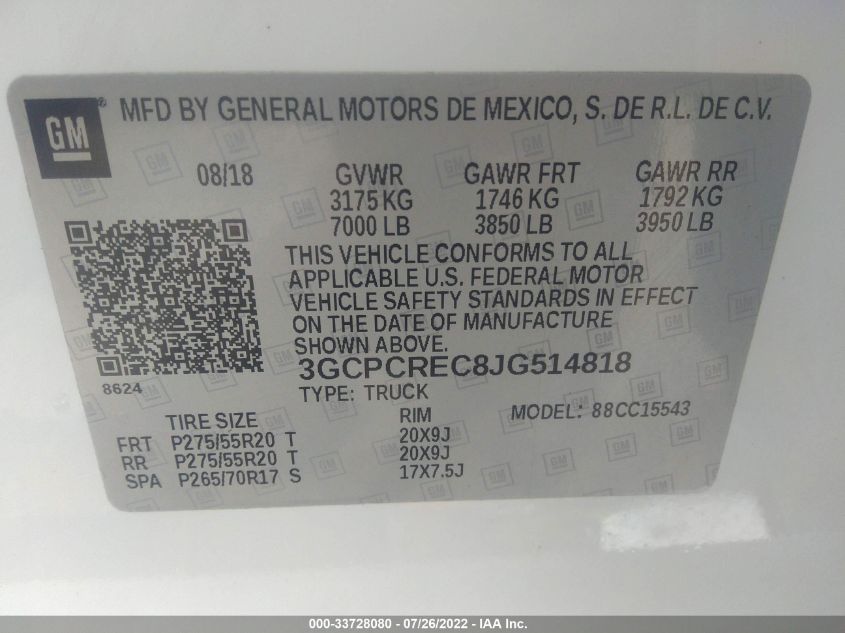 GM ® MFD BY GENERAL MOTORS DE MEXICO, S. DE R.L. DE C.V.
08/18 GVWR GAWR FRT GAWR RR
3175 KG 1746 KG 1792 KG
7000 LB 3850 LB 3950 LB
THIS VEHICLE CONFORMS TO ALL
APPLICABLE U.S. FEDERAL MOTOR
VEHICLE SAFETY STANDARDS IN EFFECT
ON THE DATE OF MANUFACTURE
SHOWN ABOVE.
3GCPCREC8JG514818
8624
TYPE: TRUCK
TIRE SIZE RIM MODEL: 88CC15543
FRT P275/55R20 T 20X9J
RR P275/55R20 T 20X9J
SPA P265/70R17 S 17X7.5J
000-33728080 - 07/26/2022 - IAA Inc.